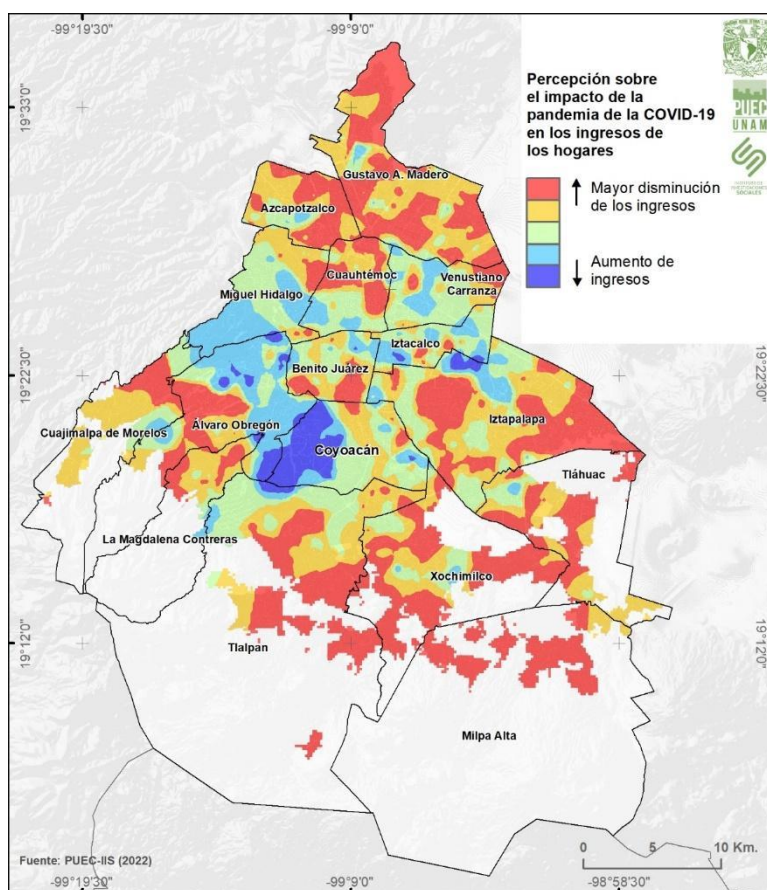 -99°19'30"
-99°9'0"
Percepción sobre
el impacto de la
pandemia de la COVID-19
en los ingresos de
los hogares
Mayor disminución
de los ingresos
Aumento de
ingresos
PUEC
UNAM
19°33'0"
Gustavo A. Madero
Azcapotzalco
Cuauhtémoc
Venustiano
Carranza
Miguel Hidalgo
Iztacalco
Benito Juárez
19°22'30"
19°22'30"
Iztapalapa
Álvaro Obregón
Cuajimalpa de Morelos
Coyoacán
Tláhuac
La Magdalena Contreras
Xochimilco
19°12'0"
19°12'0"
Tlalpan
Milpa Alta
Fuente: PUEC-IIS (2022)
0 5 10 Km.
-99°19'30"
-99°9'0"
-98°58'30"